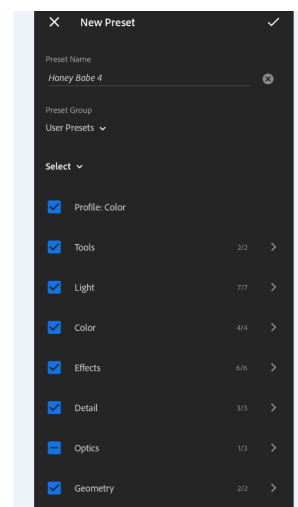 New Preset
Preset Name
Honey Babe 4
Preset Group
User Presets
Select
Profile: Color
Tools 2/2
Light 7/7
Color 4/4
Effects 6/6
Detail 3/3
Optics 1/3
Geometry 2/2